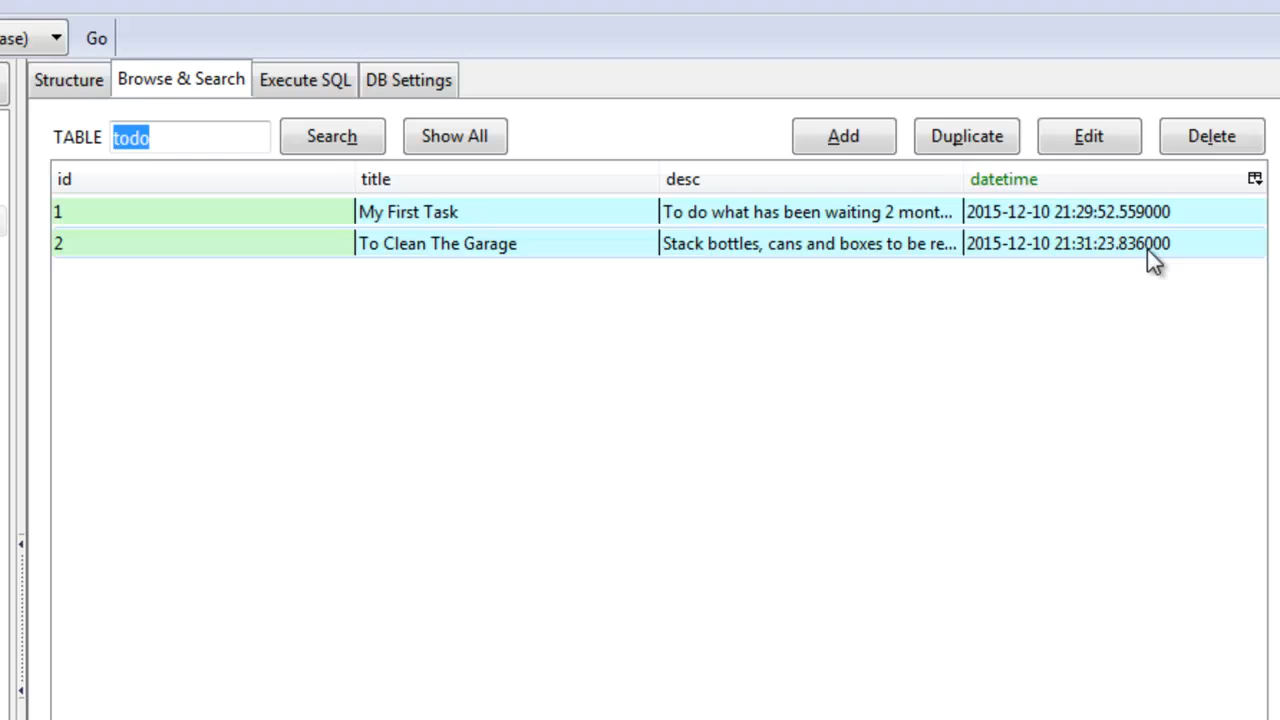 ase) Go
Structure Browse & Search Execute SQL DB Settings
TABLE todo Search Show All Add Duplicate Edit Delete
id title desc datetime
1 My First Task To do what has been waiting 2 mont... 2015-12-10 21:29:52.559000
2 To Clean The Garage Stack bottles, cans and boxes to be re... 2015-12-10 21:31:23.836000